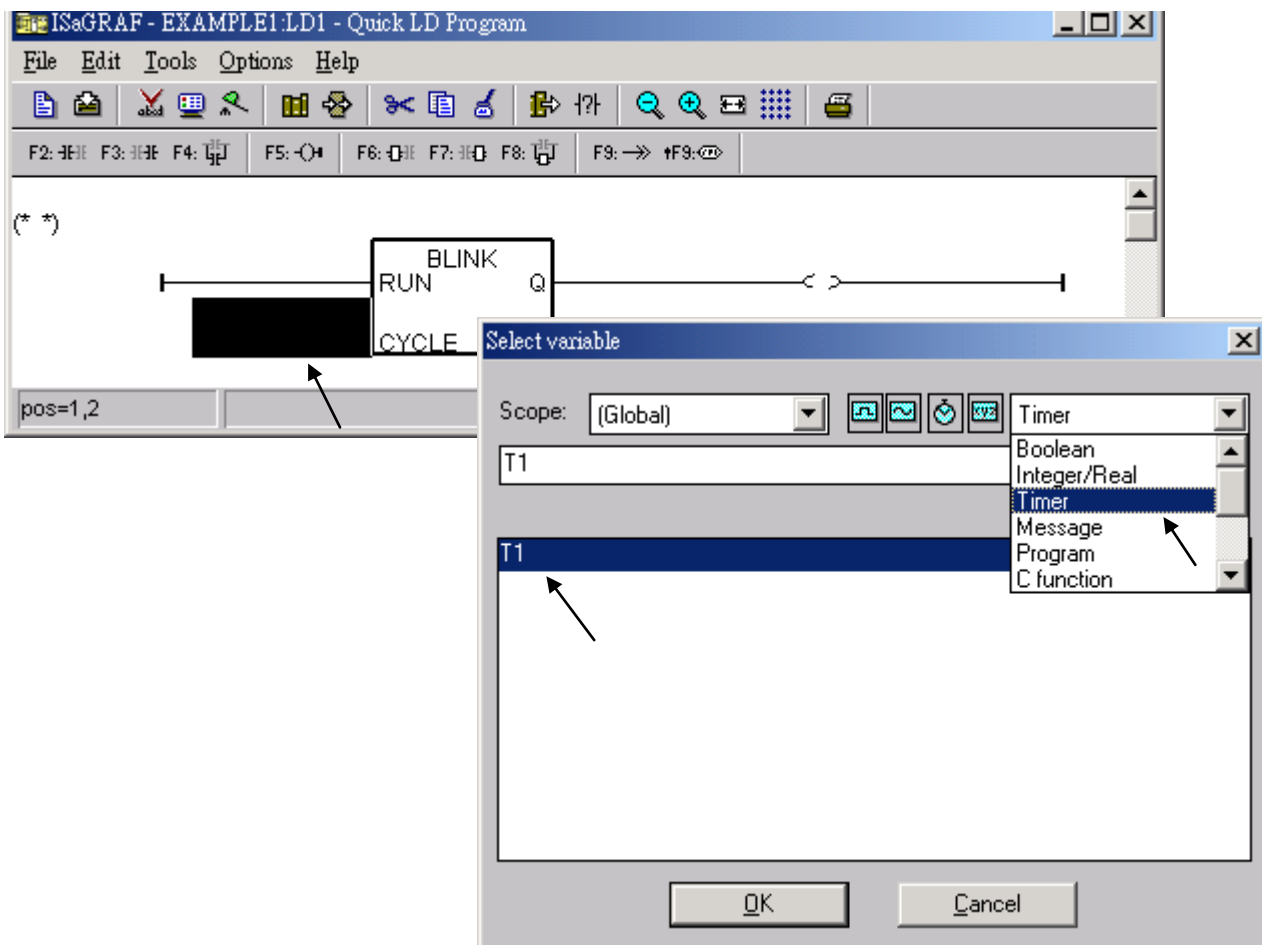 ISaGRAF - EXAMPLE1:LD1 - Quick LD Program
File Edit Tools Options Help
F2: F3: F4: F5: F6: F7: F8: F9: F9:
(* *)
BLINK
RUN Q
CYCLE
pos=1,2
Select variable
Scope: (Global) xyz Timer
T1
Boolean
Integer/Real
Timer
Message
Program
C function
T1
OK Cancel